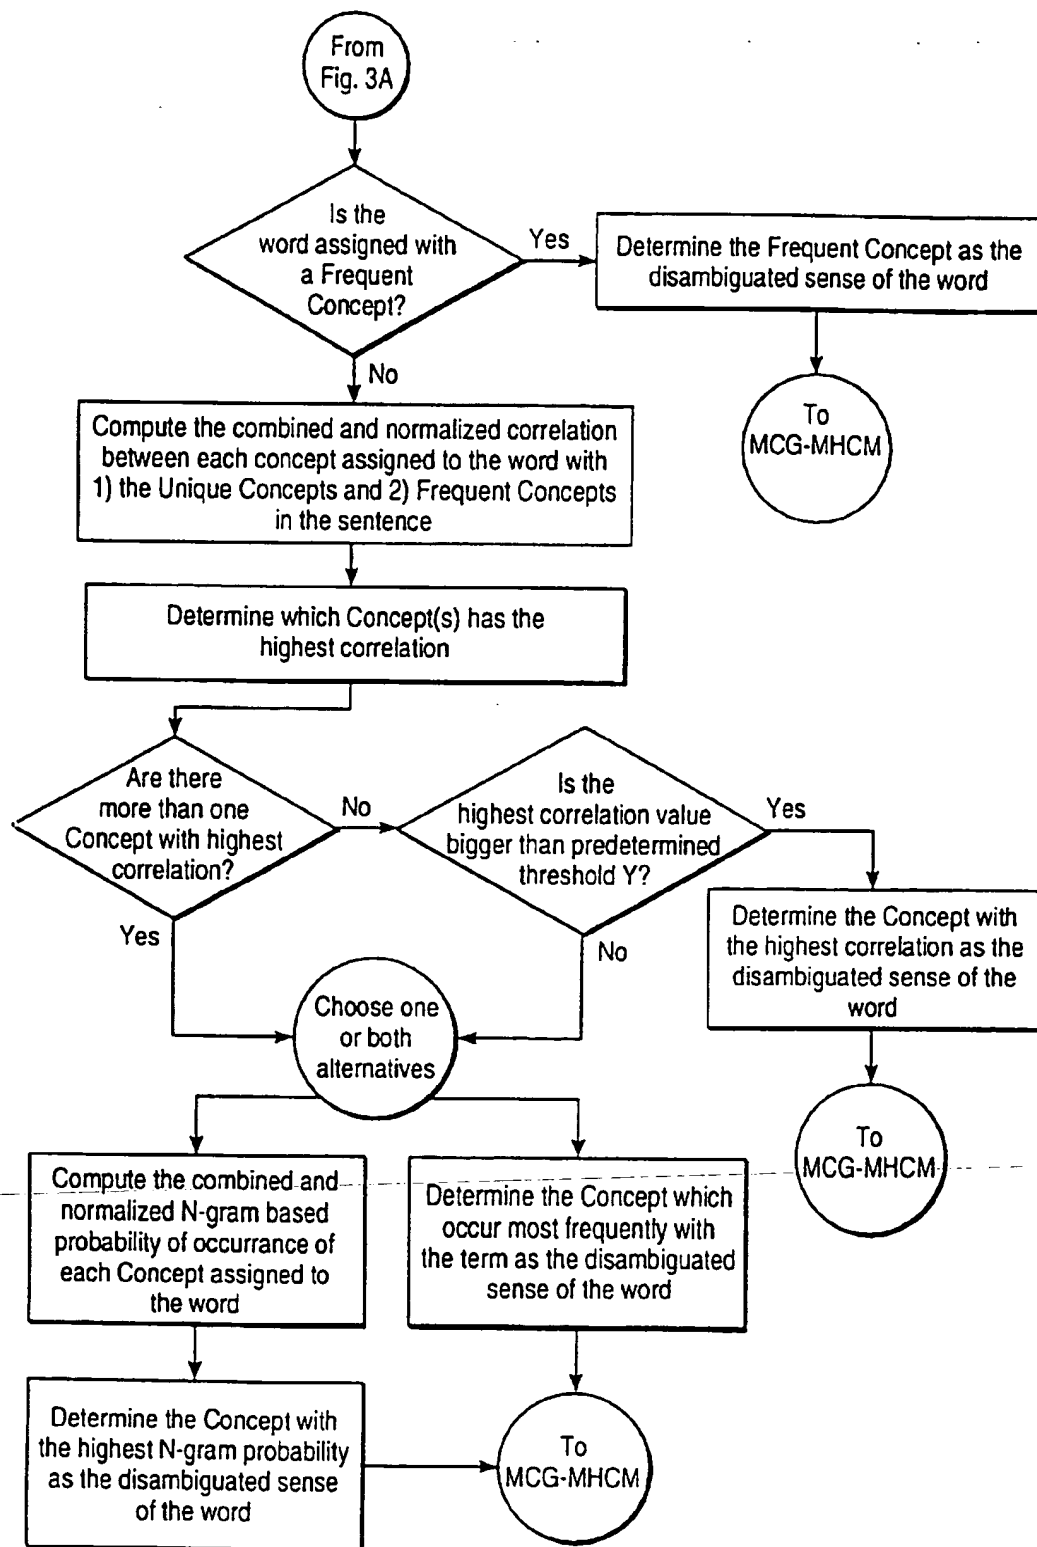 From
Fig. 3A
Is the
word assigned with
a Frequent
Concept?
Yes
Determine the Frequent Concept as the
disambiguated sense of the word
No
To
MCG-MHCM
Compute the combined and normalized correlation
between each concept assigned to the word with
1) the Unique Concepts and 2) Frequent Concepts
in the sentence
Determine which Concept(s) has the
highest correlation
Are there
more than one
Concept with highest
correlation?
No
Is the
highest correlation value
bigger than predetermined
threshold Y?
Yes
Yes
No
Determine the Concept with
the highest correlation as the
disambiguated sense of the
word
Choose one
or both
alternatives
To
MCG-MHCM
Compute the combined and
normalized N-gram based
probability of occurrance of
each Concept assigned to
the word
Determine the Concept which
occur most frequently with
the term as the disambiguated
sense of the word
Determine the Concept with
the highest N-gram probability
as the disambiguated sense
of the word
To
MCG-MHCM